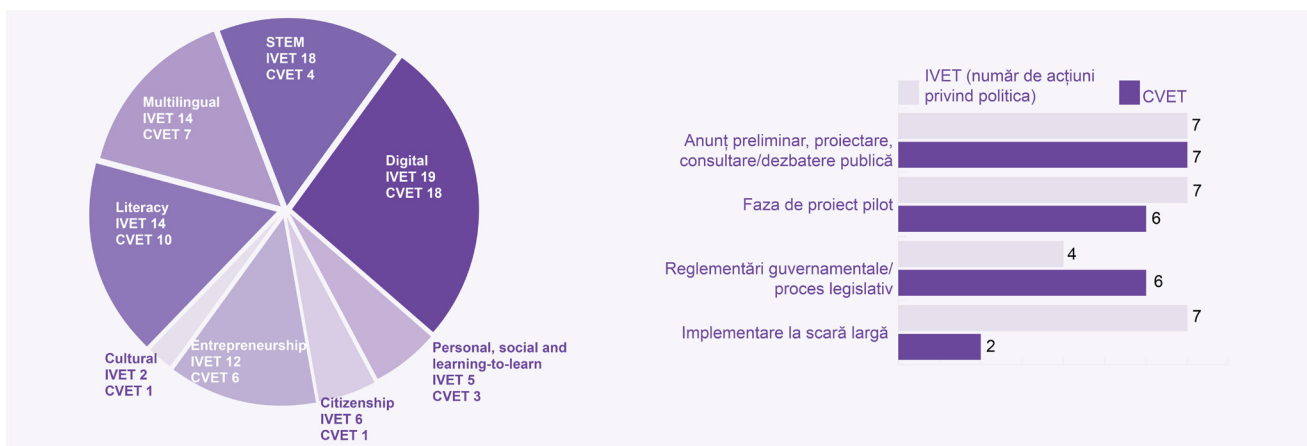 STEM
IVET 18
CVET 4
Multilingual
IVET 14
CVET 7
Digital
IVET 19
CVET 18
Literacy
IVET 14
CVET 10
Entrepreneurship
IVET 12
CVET 6
Cultural
IVET 2
CVET 1
Citizenship
IVET 6
CVET 1
Personal, social and
learning-to-learn
IVET 5
CVET 3
IVET (număr de acțiuni
privind politica)
CVET
Anunț preliminar, proiectare,
consultare/dezbatere publică
7
7
Faza de proiect pilot
7
6
Reglementări guvernamentale/
proces legislativ
4
6
Implementare la scară largă
7
2